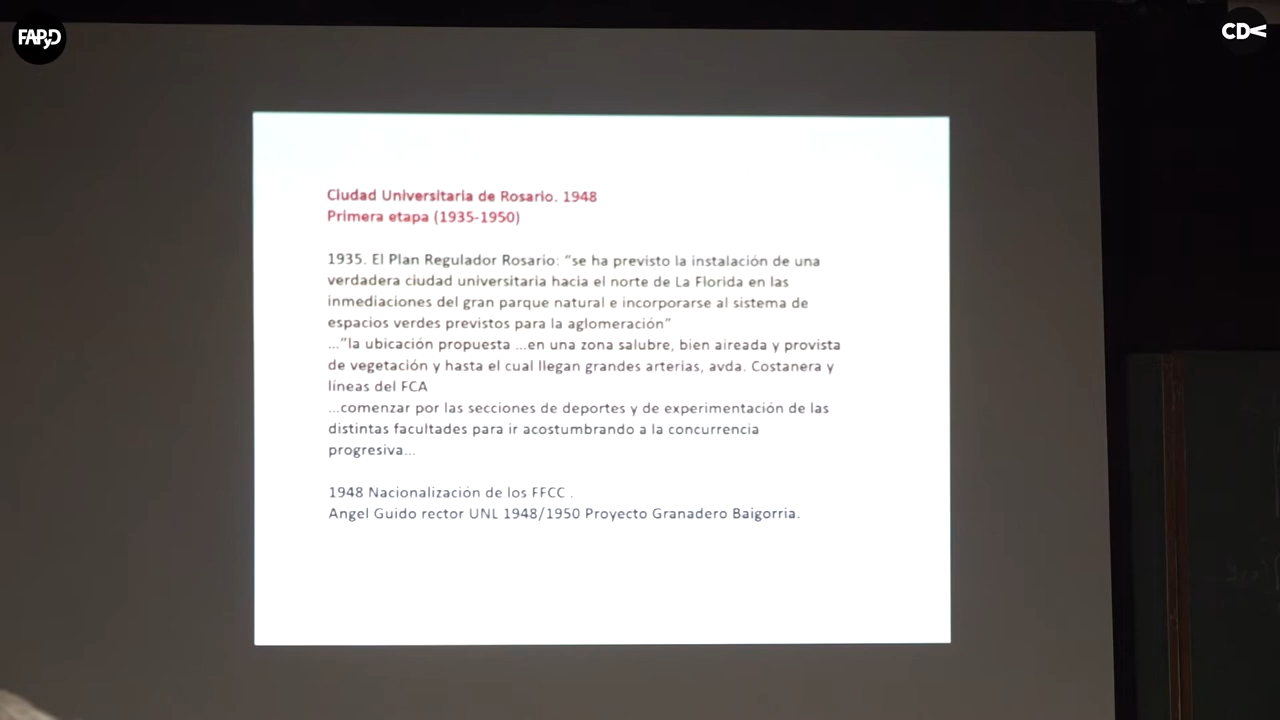 FAPyD
CDV
Ciudad Universitaria de Rosario. 1948
Primera etapa (1935-1950)
1935. El Plan Regulador Rosario: “se ha previsto la instalación de una
verdadera ciudad universitaria hacia el norte de La Florida en las
inmediaciones del gran parque natural e incorporarse al sistema de
espacios verdes previstos para la aglomeración”
...”la ubicación propuesta ...en una zona salubre, bien aireada y provista
de vegetación y hasta el cual llegan grandes arterias, avda. Costanera y
líneas del FCA
...comenzar por las secciones de deportes y de experimentación de las
distintas facultades para ir acostumbrando a la concurrencia
progresiva...
1948 Nacionalización de los FFCC .
Angel Guido rector UNL 1948/1950 Proyecto Granadero Baigorria.